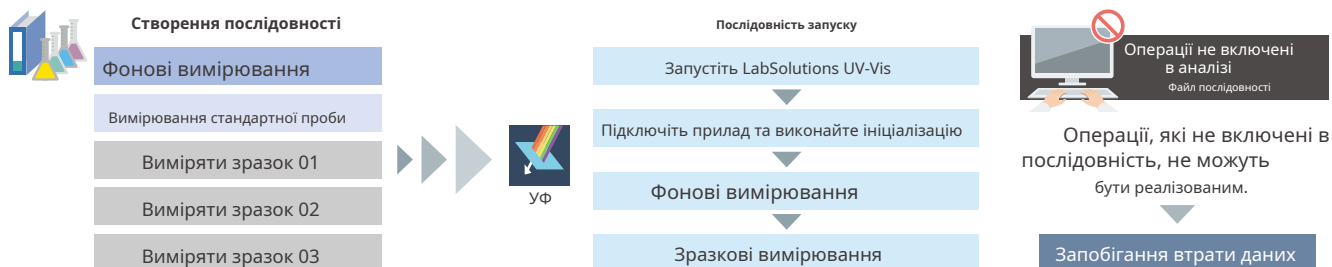 Створення послідовності
Фонові вимірювання
Вимірювання стандартної проби
Виміряти зразок 01
Виміряти зразок 02
Виміряти зразок 03
УФ
Послідовність запуску
Запустіть LabSolutions UV-Vis
Підключіть прилад та виконайте ініціалізацію
Фонові вимірювання
Зразкові вимірювання
Операції не включені
в аналізі
Файл послідовності
Операції, які не включені в
послідовність, не можуть
бути реалізованим.
Запобігання втрати даних